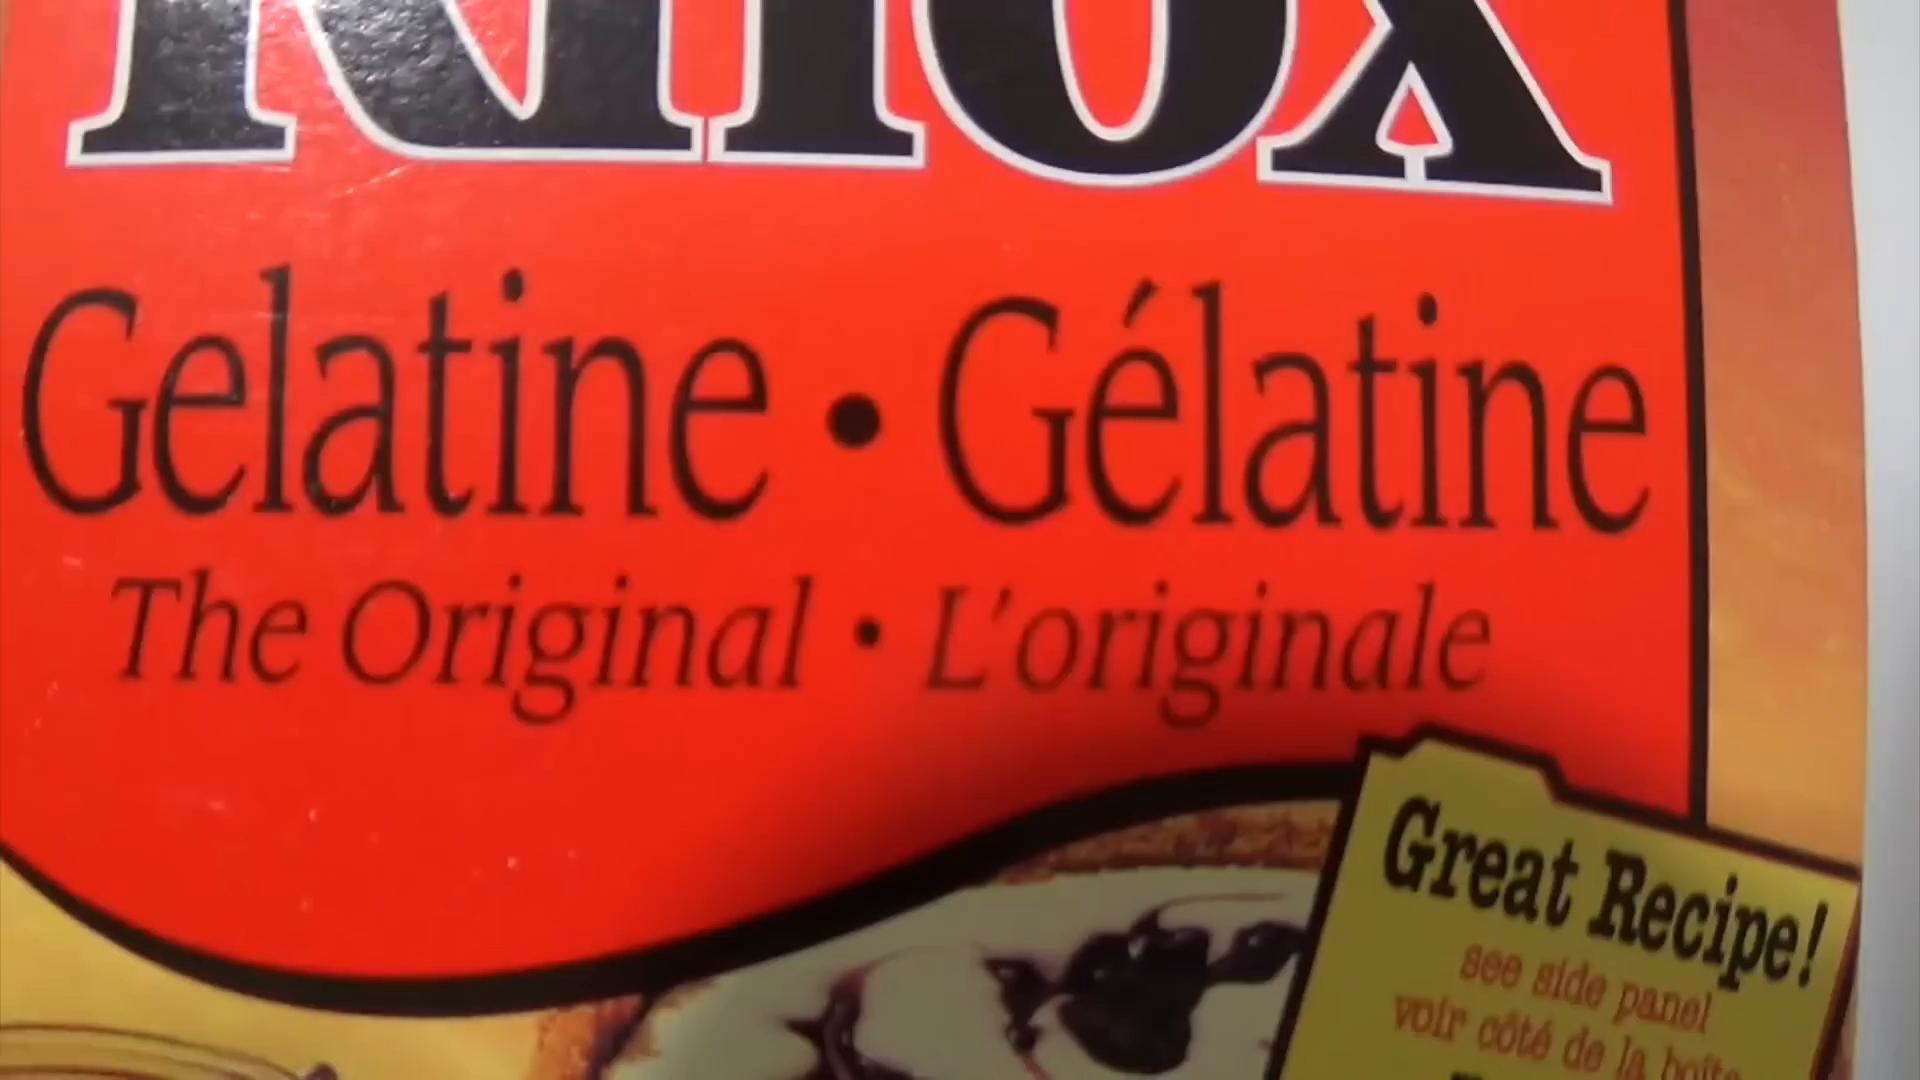 Knox
Gelatine • Gélatine
The Original • L'originale
Great Recipe!
see side panel
voir côté de la boîte